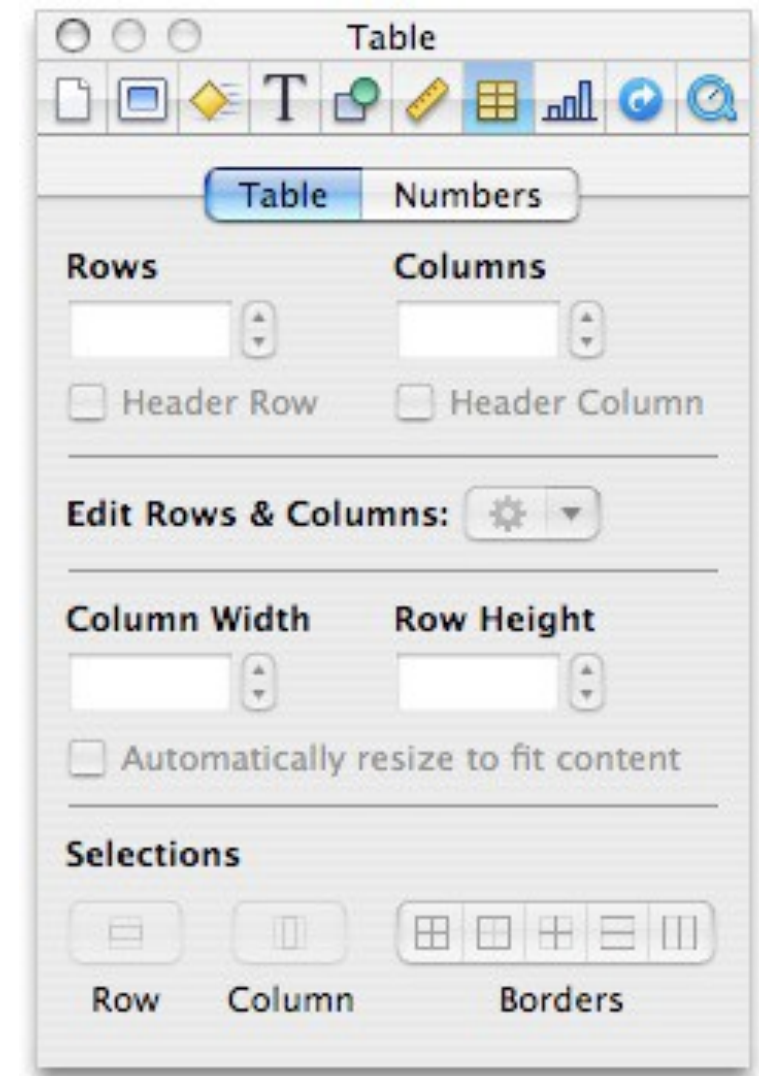 Table
T
Table Numbers
Rows Columns
Header Row Header Column
Edit Rows & Columns:
Column Width Row Height
Automatically resize to fit content
Selections
Row Column Borders